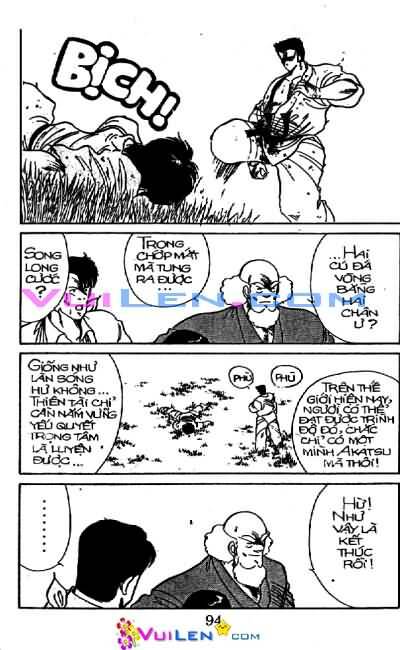 BỊCH!
SONG
LONG
CƯỚC
?
TRONG
CHỚP MẮT
MÀ TUNG
RA ĐƯỢC
...
...HAI
CÚ ĐÁ
VÒNG
BẰNG
HAI
CHÂN
Ư?
VUILEN.COM
GIỐNG NHƯ
LẦN SÓNG
HƯ KHÔNG...
THIÊN TÀI CHỈ
CẦN NẮM VỮNG
YẾU QUYẾT
TRỌNG TÂM
LÀ LUYỆN
ĐƯỢC...
PHÙ
PHÙ
TRÊN THẾ
GIỚI HIỆN NAY,
NGƯỜI CÓ THỂ
ĐẠT ĐƯỢC TRÌNH
ĐỘ ĐÓ, CHẮC
CHỈ CÓ MỘT
MÌNH AKATSU
MÀ THÔI!
........
HỪ!
NHƯ
VẬY LÀ
KẾT
THÚC
RỒI!
94
VUILEN.COM